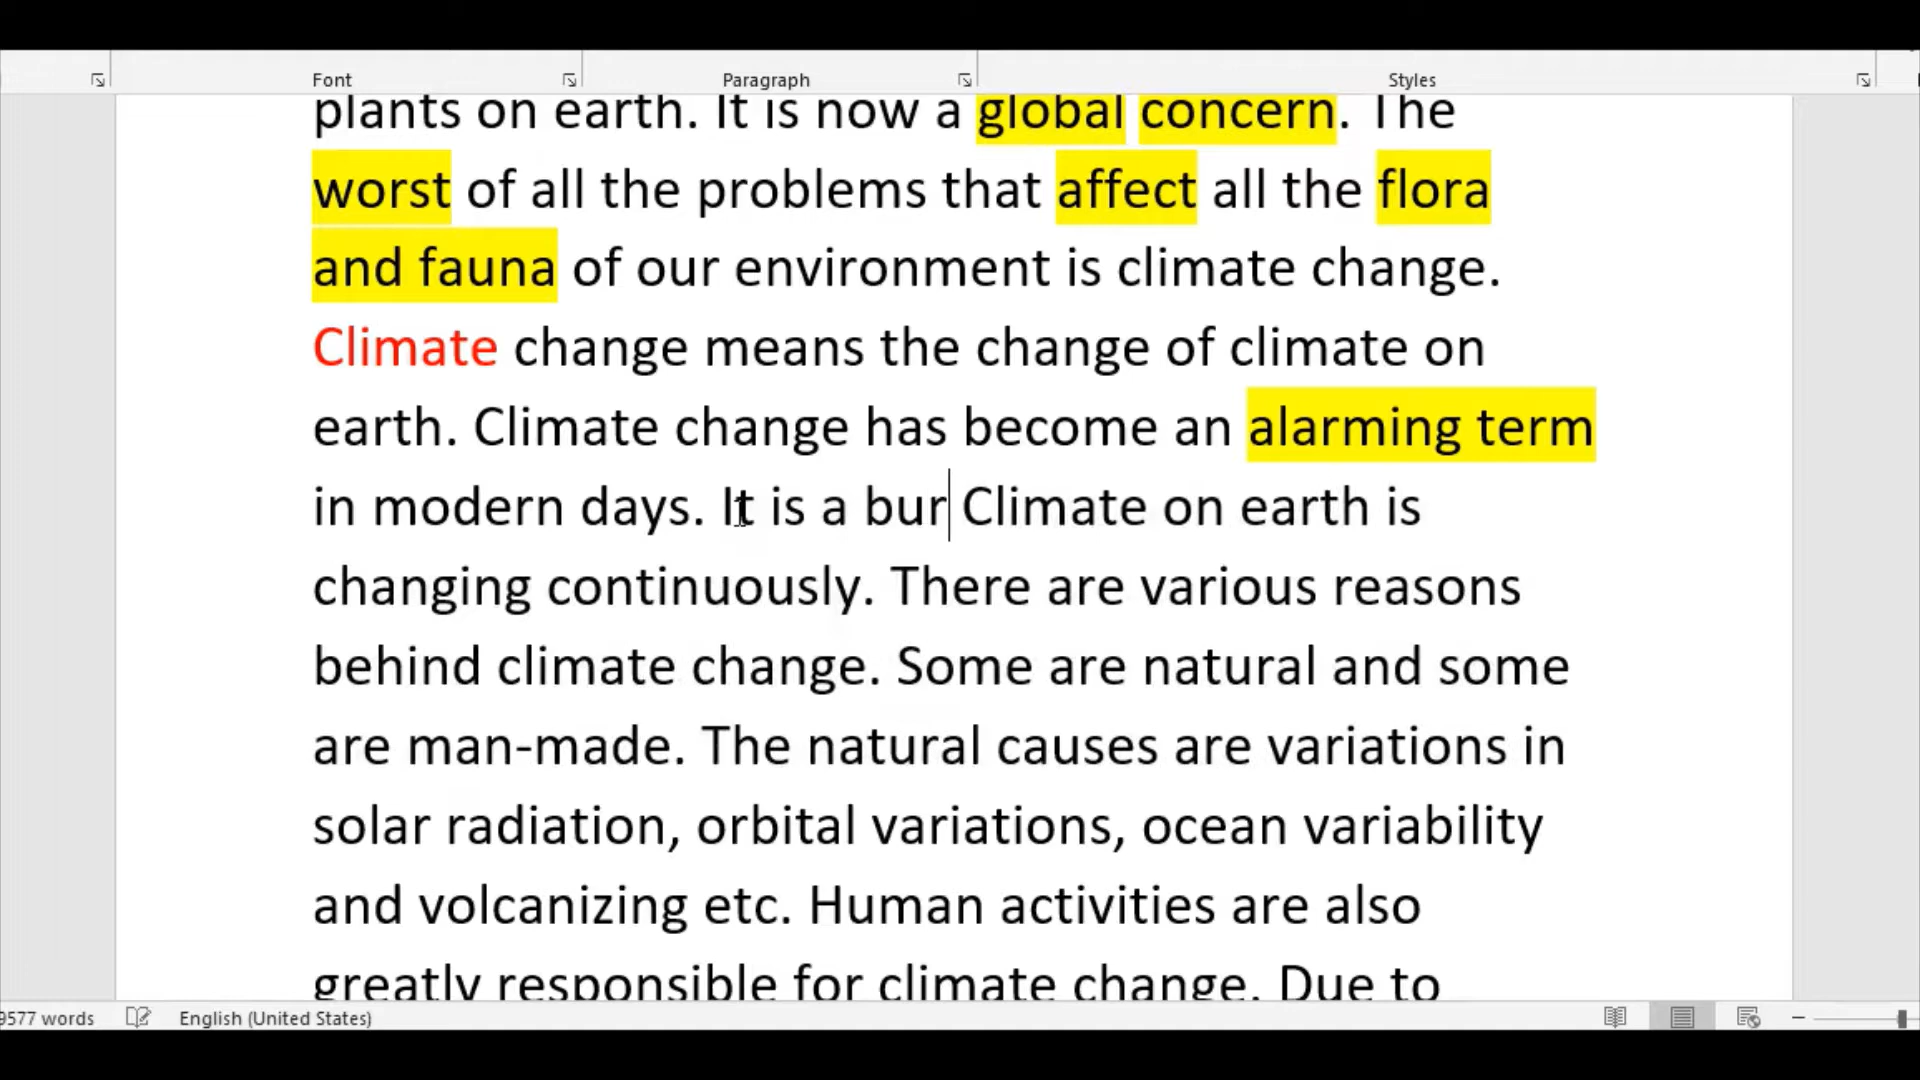 Font Paragraph Styles
plants on earth. It is now a global concern. The
worst of all the problems that affect all the flora
and fauna of our environment is climate change.
Climate change means the change of climate on
earth. Climate change has become an alarming term
in modern days. It is a bur Climate on earth is
changing continuously. There are various reasons
behind climate change. Some are natural and some
are man-made. The natural causes are variations in
solar radiation, orbital variations, ocean variability
and volcanizing etc. Human activities are also
greatly responsible for climate change. Due to
9577 words English (United States)